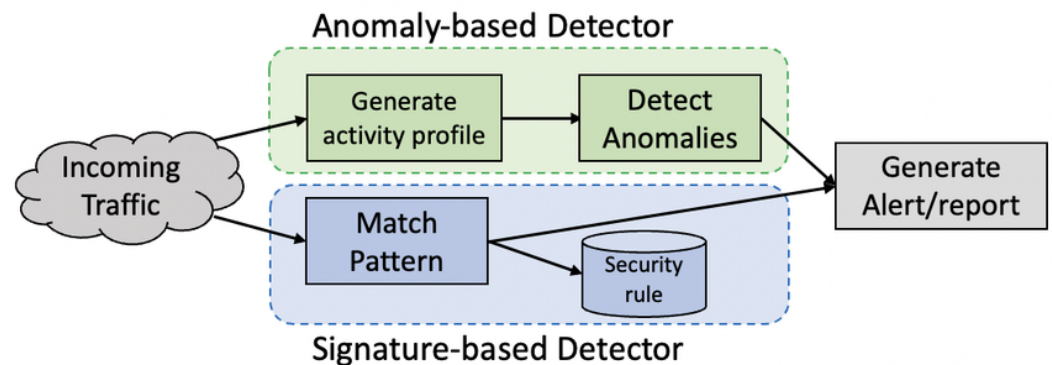 Anomaly-based Detector
Generate
activity profile
Detect
Anomalies
Incoming
Traffic
Generate
Alert/report
Match
Pattern
Security
rule
Signature-based Detector